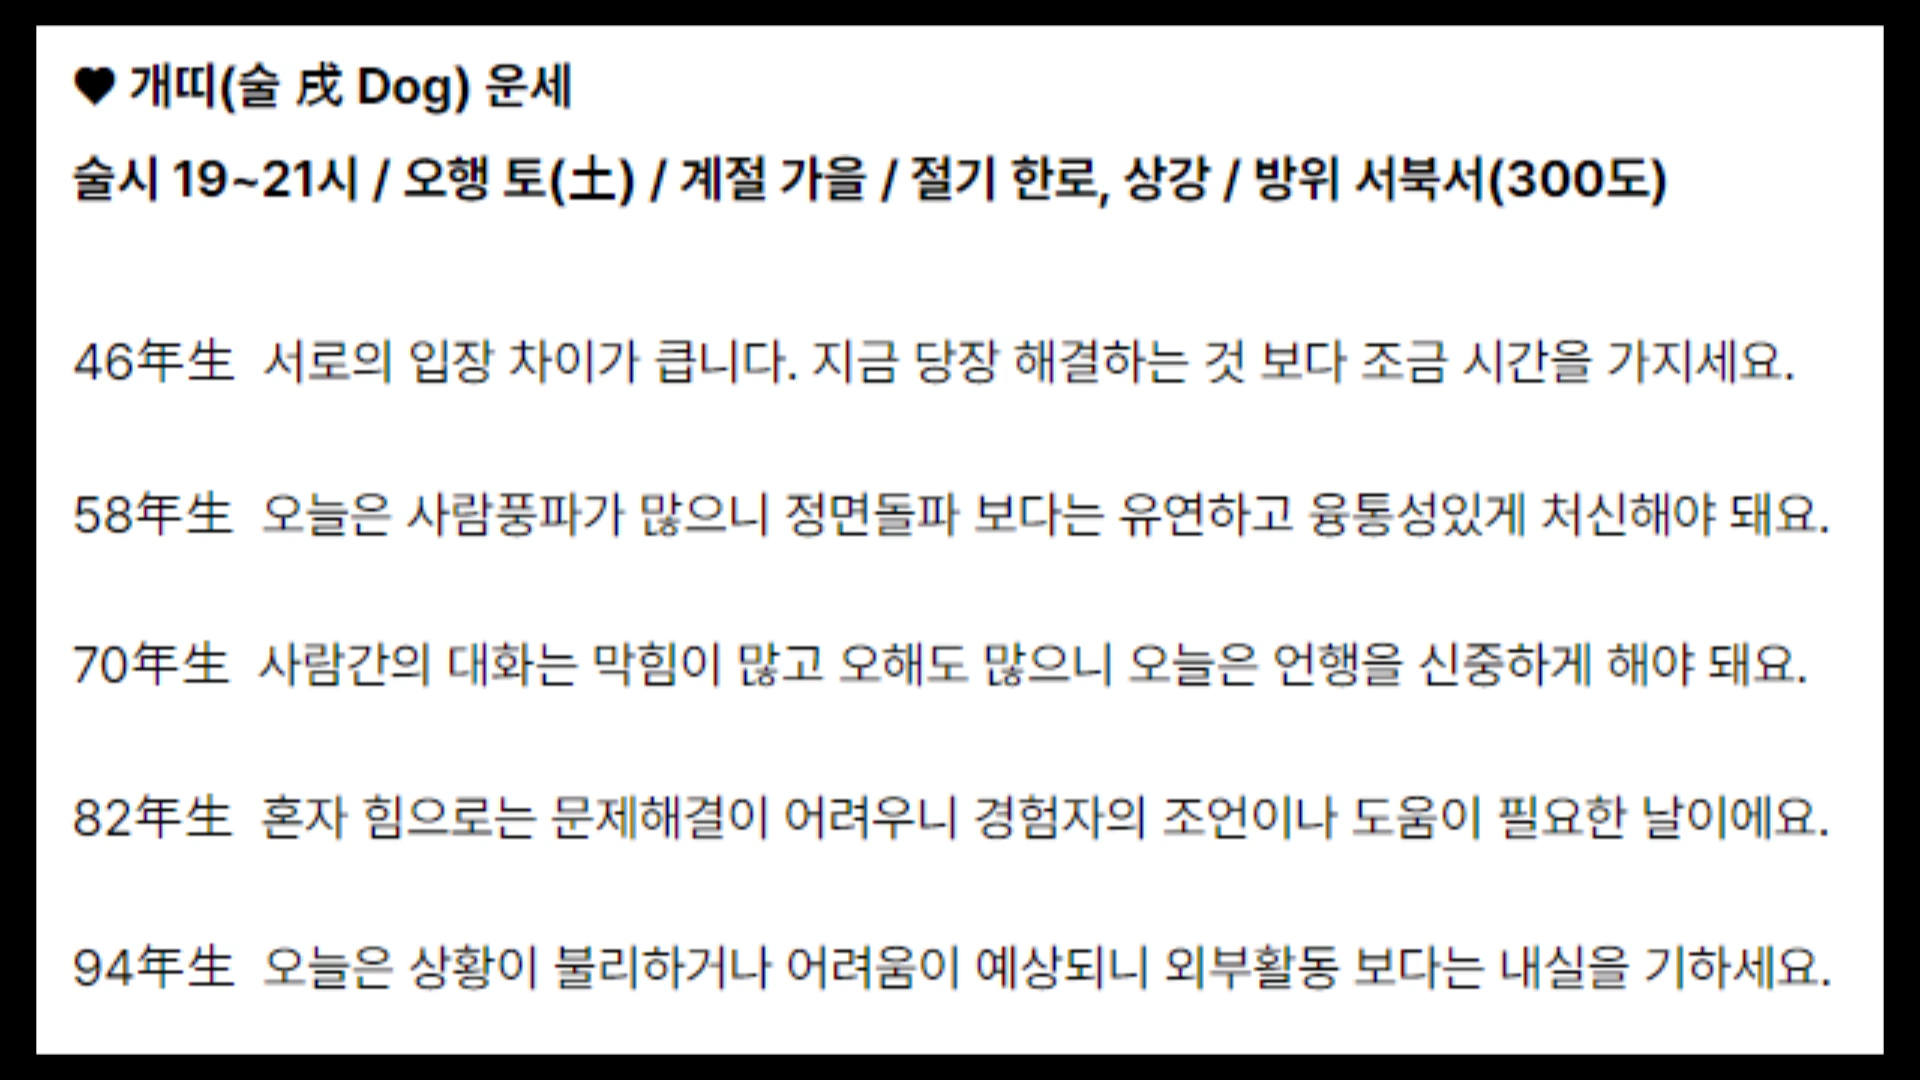 ♥ 개띠(술 戌 Dog) 운세
술시 19~21시 / 오행 토(土) / 계절 가을 / 절기 한로, 상강 / 방위 서북서(300도)
46年生 서로의 입장 차이가 큽니다. 지금 당장 해결하는 것 보다 조금 시간을 가지세요.
58年生 오늘은 사람풍파가 많으니 정면돌파 보다는 유연하고 융통성있게 처신해야 돼요.
70年生 사람간의 대화는 막힘이 많고 오해도 많으니 오늘은 언행을 신중하게 해야 돼요.
82年生 혼자 힘으로는 문제해결이 어려우니 경험자의 조언이나 도움이 필요한 날이에요.
94年生 오늘은 상황이 불리하거나 어려움이 예상되니 외부활동 보다는 내실을 기하세요.